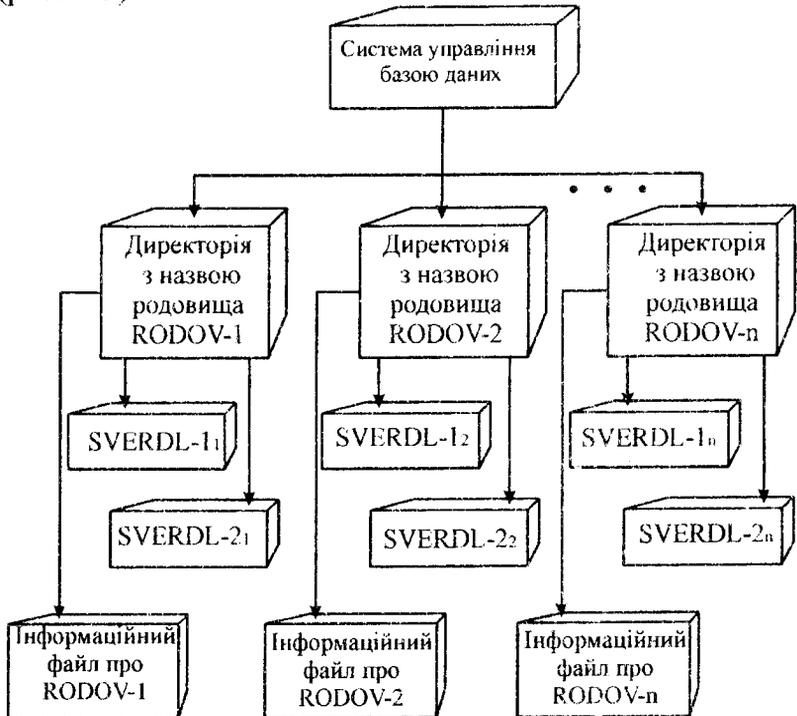 Система управління
базою даних
• • •
Директорія
з назвою
родовища
RODOV-1
Директорія
з назвою
родовища
RODOV-2
Директорія
з назвою
родовища
RODOV-n
SVERDL-1₁
SVERDL-1₂
SVERDL-1ₙ
SVERDL-2₁
SVERDL-2₂
SVERDL-2ₙ
Інформаційний
файл про
RODOV-1
Інформаційний
файл про
RODOV-2
Інформаційний
файл про
RODOV-n